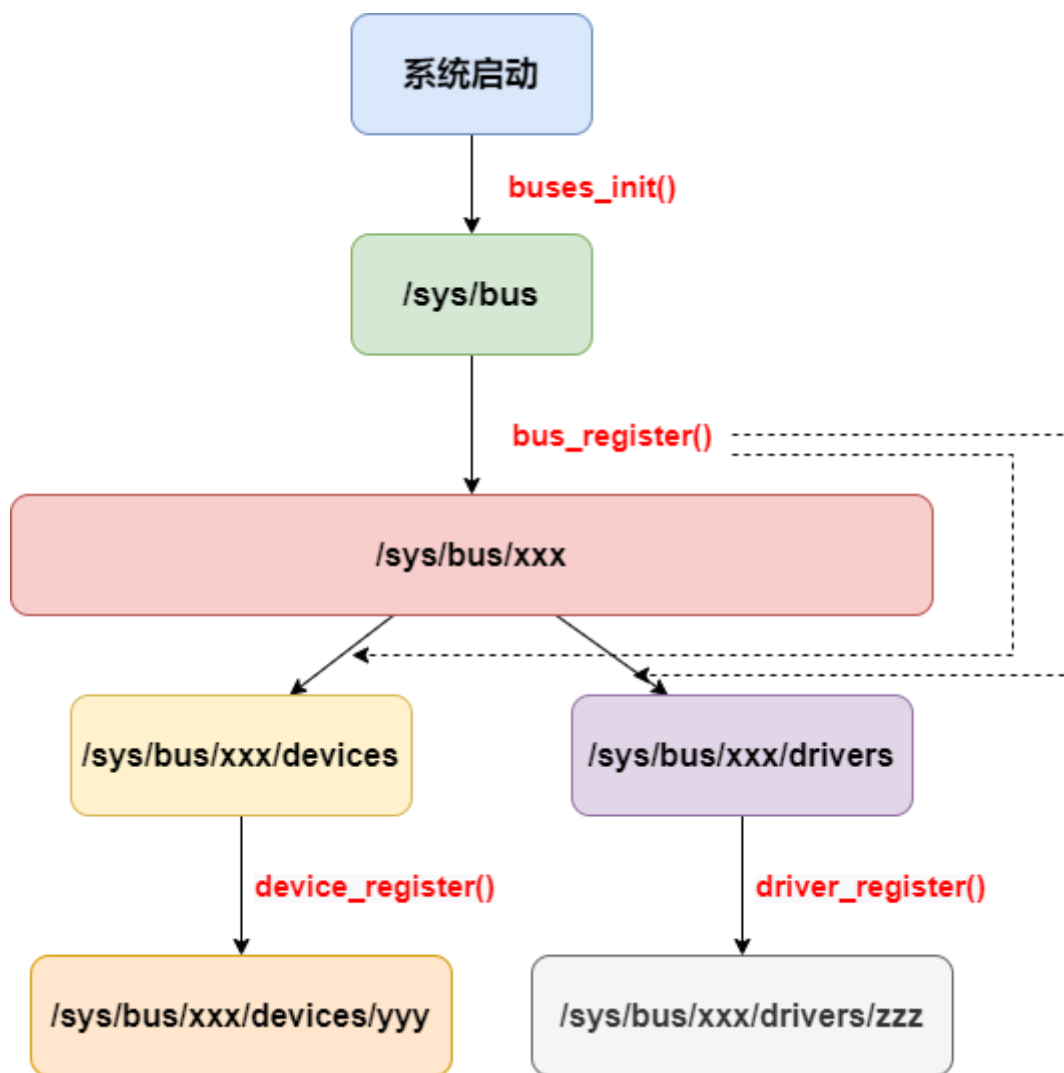 系统启动
buses_init()
/sys/bus
bus_register()
/sys/bus/xxx
/sys/bus/xxx/devices
/sys/bus/xxx/drivers
device_register()
driver_register()
/sys/bus/xxx/devices/yyy
/sys/bus/xxx/drivers/zzz